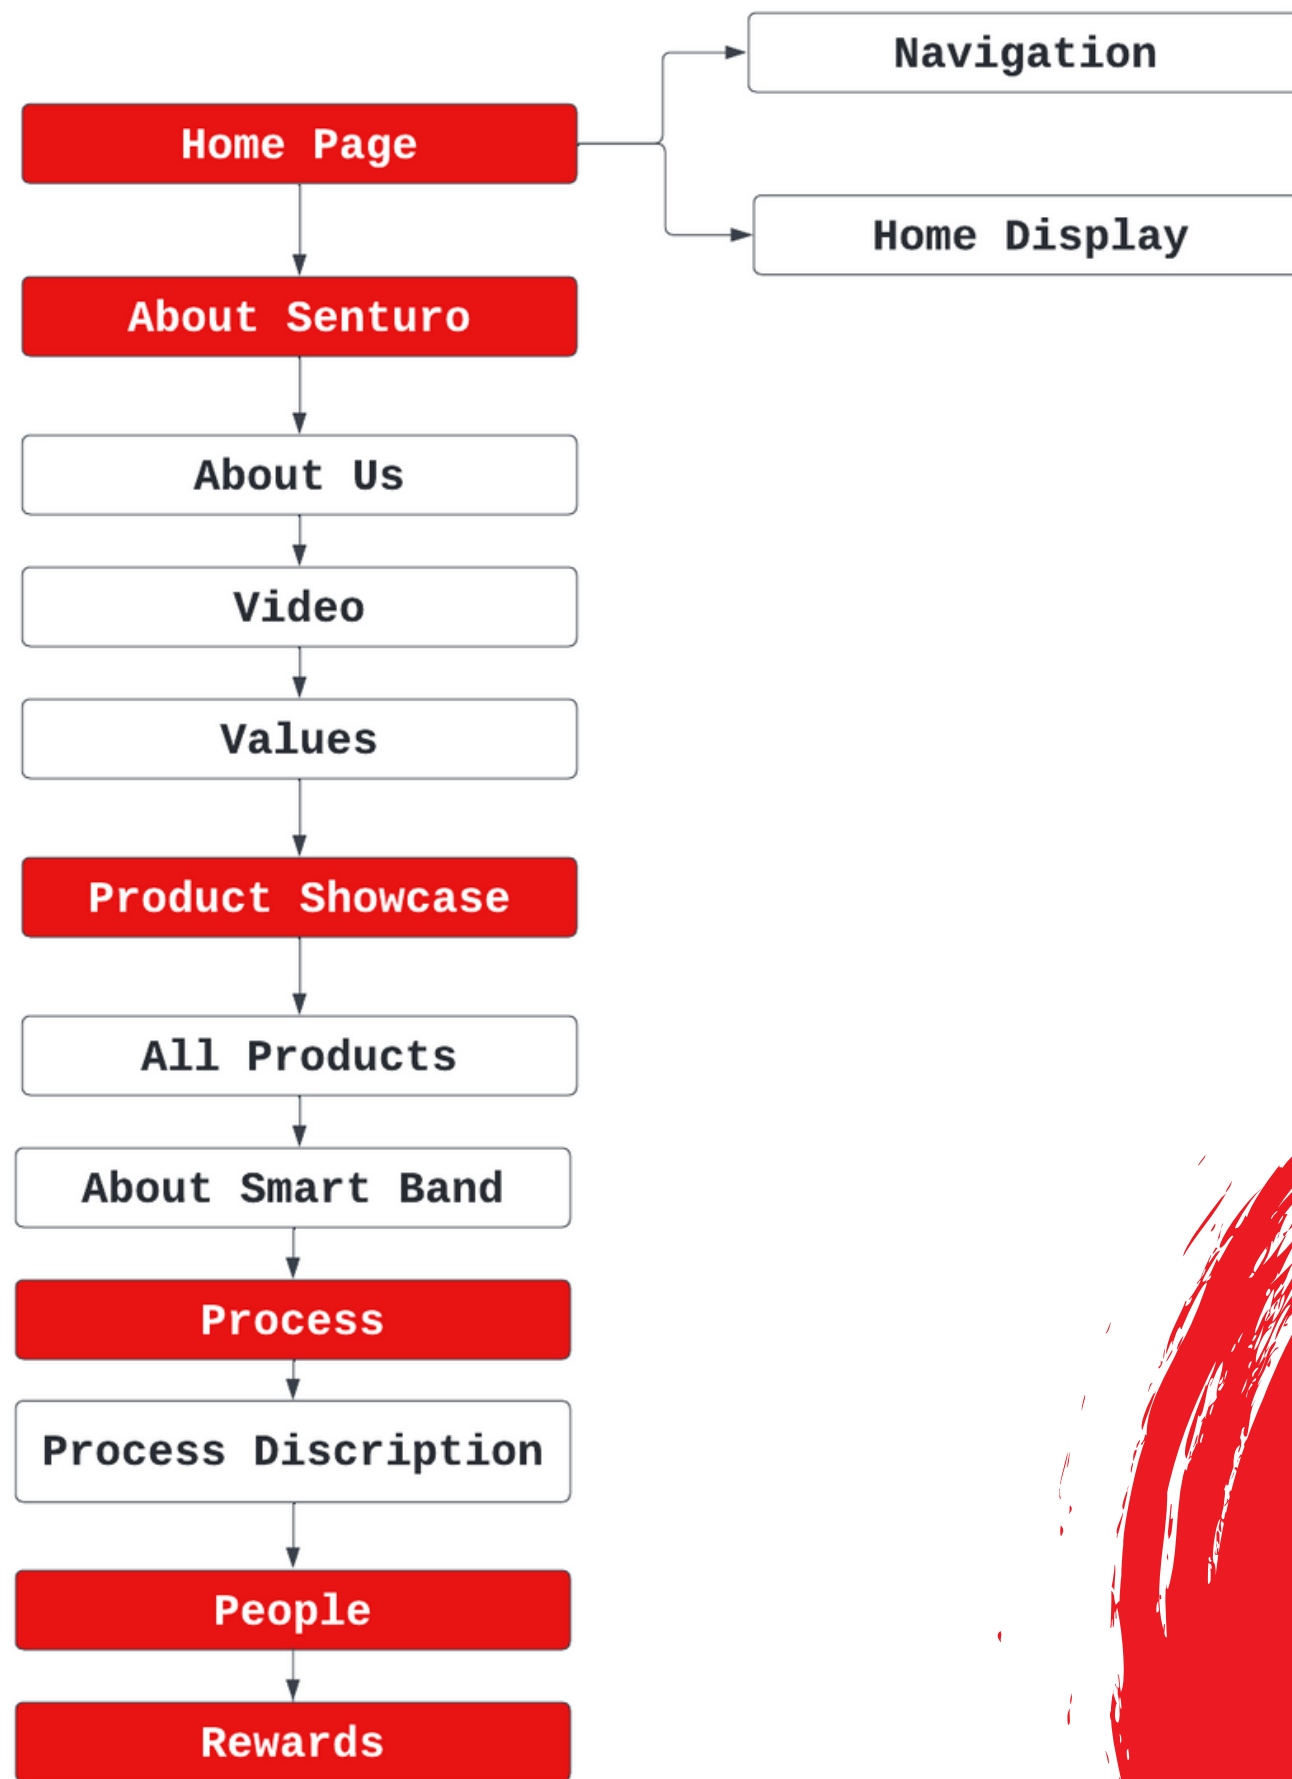 Navigation
Home Page
Home Display
About Senturo
About Us
Video
Values
Product Showcase
All Products
About Smart Band
Process
Process Discription
People
Rewards